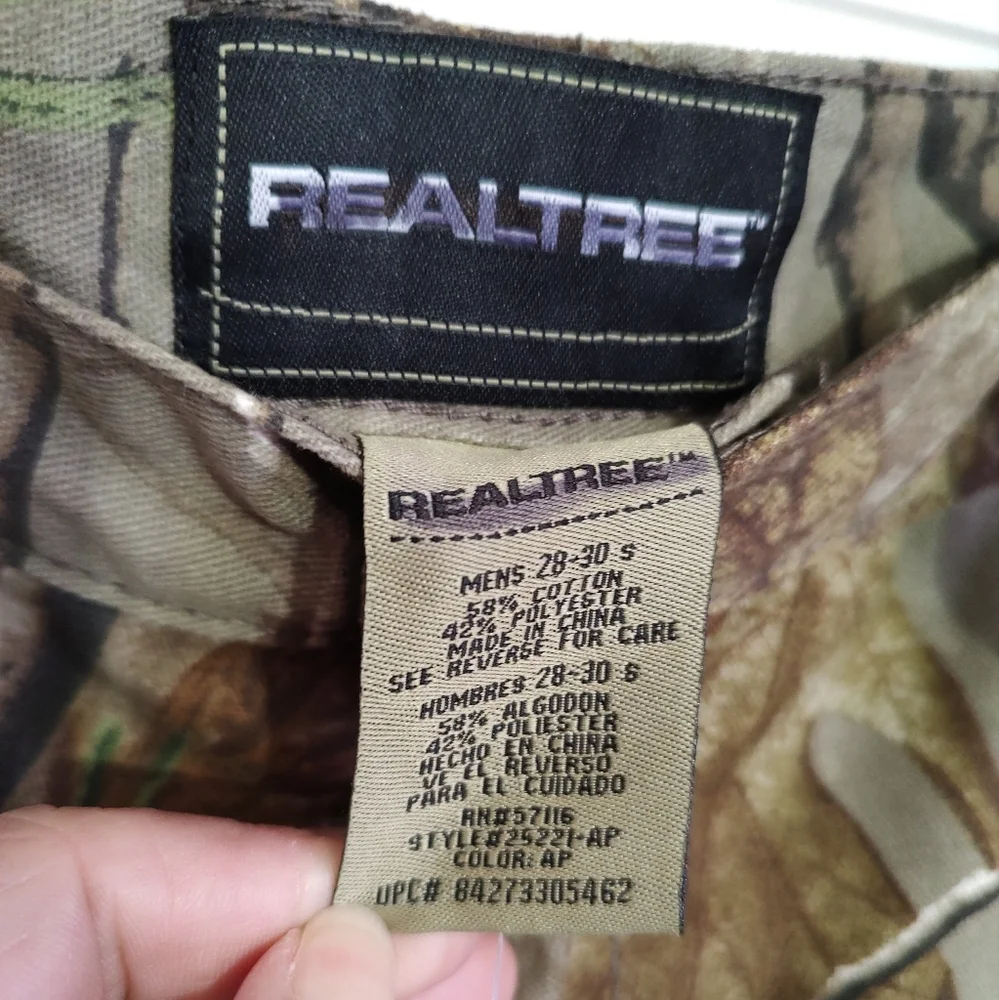 REALTREE™
REALTREE™
MENS 28-30 S
58% COTTON
42% POLYESTER
MADE IN CHINA
SEE REVERSE FOR CARE
HOMBRES 28-30 S
58% ALGODON
42% POLIESTER
HECHO EN CHINA
VE EL REVERSO
PARA EL CUIDADO
RN#57116
STYLE#25221-AP
COLOR: AP
UPC# 84273305462